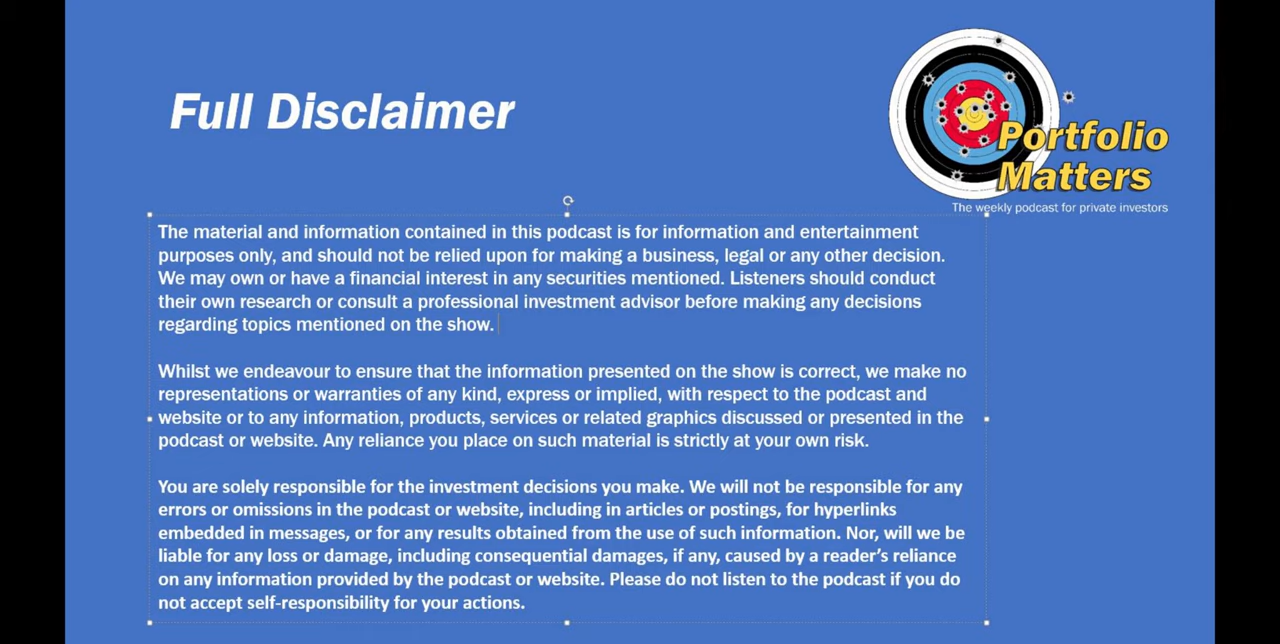 Full Disclaimer
Portfolio
Matters
The weekly podcast for private investors
The material and information contained in this podcast is for information and entertainment
purposes only, and should not be relied upon for making a business, legal or any other decision.
We may own or have a financial interest in any securities mentioned. Listeners should conduct
their own research or consult a professional investment advisor before making any decisions
regarding topics mentioned on the show.
Whilst we endeavour to ensure that the information presented on the show is correct, we make no
representations or warranties of any kind, express or implied, with respect to the podcast and
website or to any information, products, services or related graphics discussed or presented in the
podcast or website. Any reliance you place on such material is strictly at your own risk.
You are solely responsible for the investment decisions you make. We will not be responsible for any
errors or omissions in the podcast or website, including in articles or postings, for hyperlinks
embedded in messages, or for any results obtained from the use of such information. Nor, will we be
liable for any loss or damage, including consequential damages, if any, caused by a reader’s reliance
on any information provided by the podcast or website. Please do not listen to the podcast if you do
not accept self-responsibility for your actions.